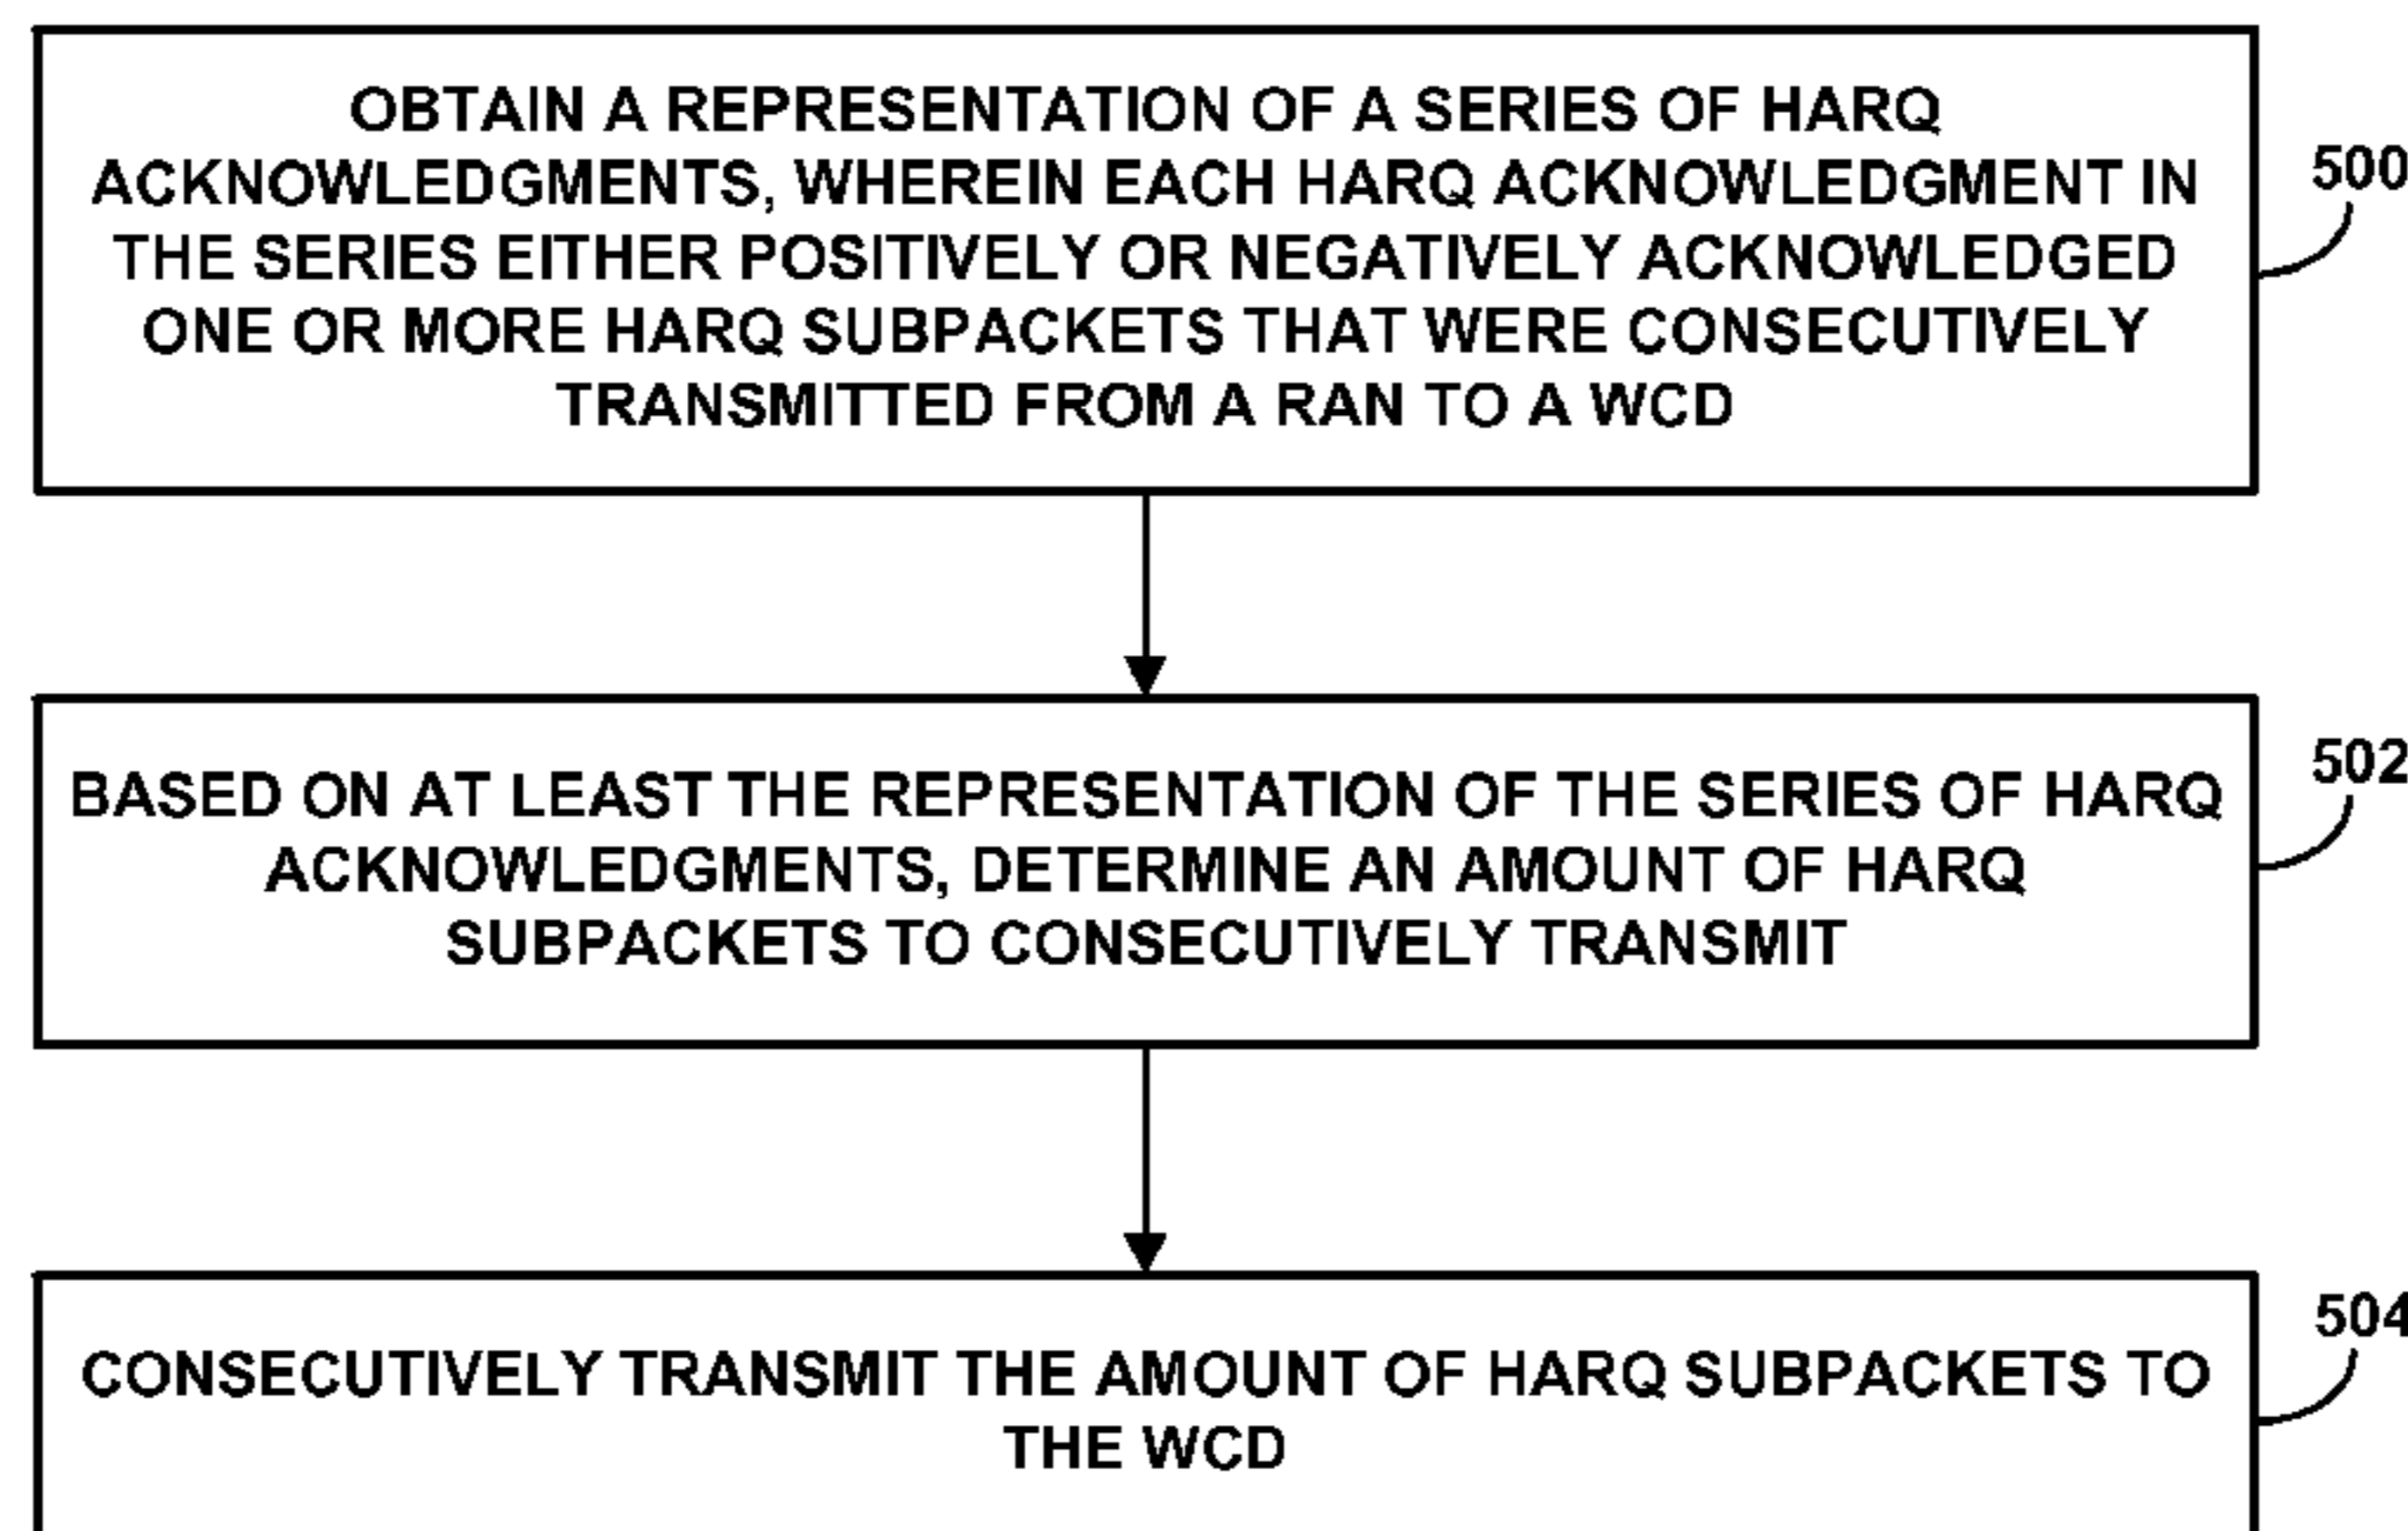 OBTAIN A REPRESENTATION OF A SERIES OF HARQ
ACKNOWLEDGMENTS, WHEREIN EACH HARQ ACKNOWLEDGMENT IN
THE SERIES EITHER POSITIVELY OR NEGATIVELY ACKNOWLEDGED
ONE OR MORE HARQ SUBPACKETS THAT WERE CONSECUTIVELY
TRANSMITTED FROM A RAN TO A WCD
500
BASED ON AT LEAST THE REPRESENTATION OF THE SERIES OF HARQ
ACKNOWLEDGMENTS, DETERMINE AN AMOUNT OF HARQ
SUBPACKETS TO CONSECUTIVELY TRANSMIT
502
CONSECUTIVELY TRANSMIT THE AMOUNT OF HARQ SUBPACKETS TO
THE WCD
504